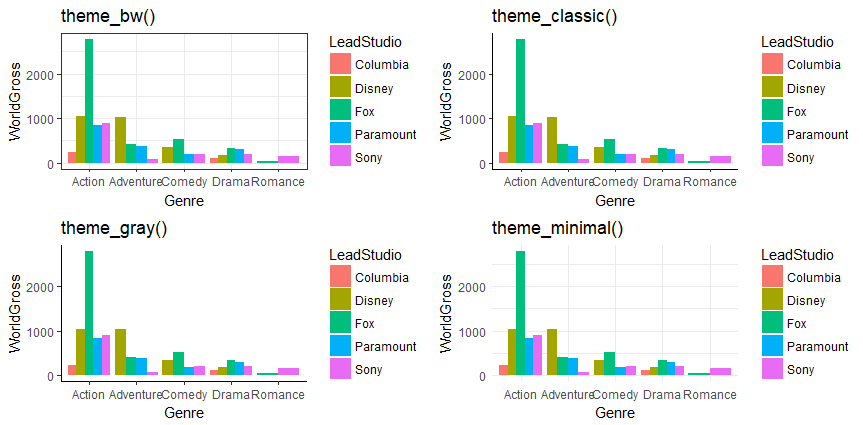 theme_bw()
WorldGross
2000
1000
0
Action Adventure Comedy Drama Romance
Genre
LeadStudio
Columbia
Disney
Fox
Paramount
Sony
theme_classic()
WorldGross
2000
1000
0
Action Adventure Comedy Drama Romance
Genre
LeadStudio
Columbia
Disney
Fox
Paramount
Sony
theme_gray()
WorldGross
2000
1000
0
Action Adventure Comedy Drama Romance
Genre
LeadStudio
Columbia
Disney
Fox
Paramount
Sony
theme_minimal()
WorldGross
2000
1000
0
Action Adventure Comedy Drama Romance
Genre
LeadStudio
Columbia
Disney
Fox
Paramount
Sony